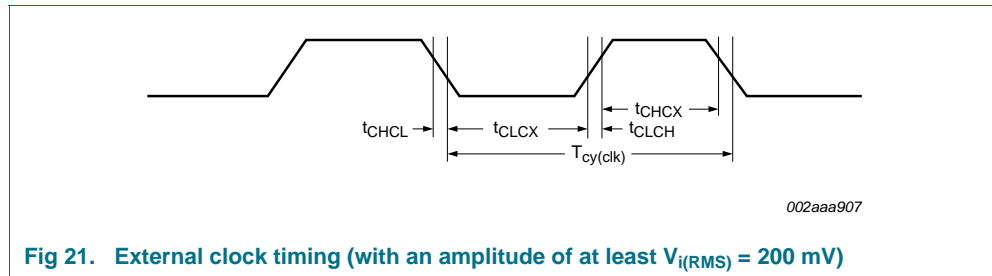 tCHCX
tCHCL
tCLCX
tCLCH
Tcy(clk)
002aaa907
Fig 21. External clock timing (with an amplitude of at least Vi(RMS) = 200 mV)